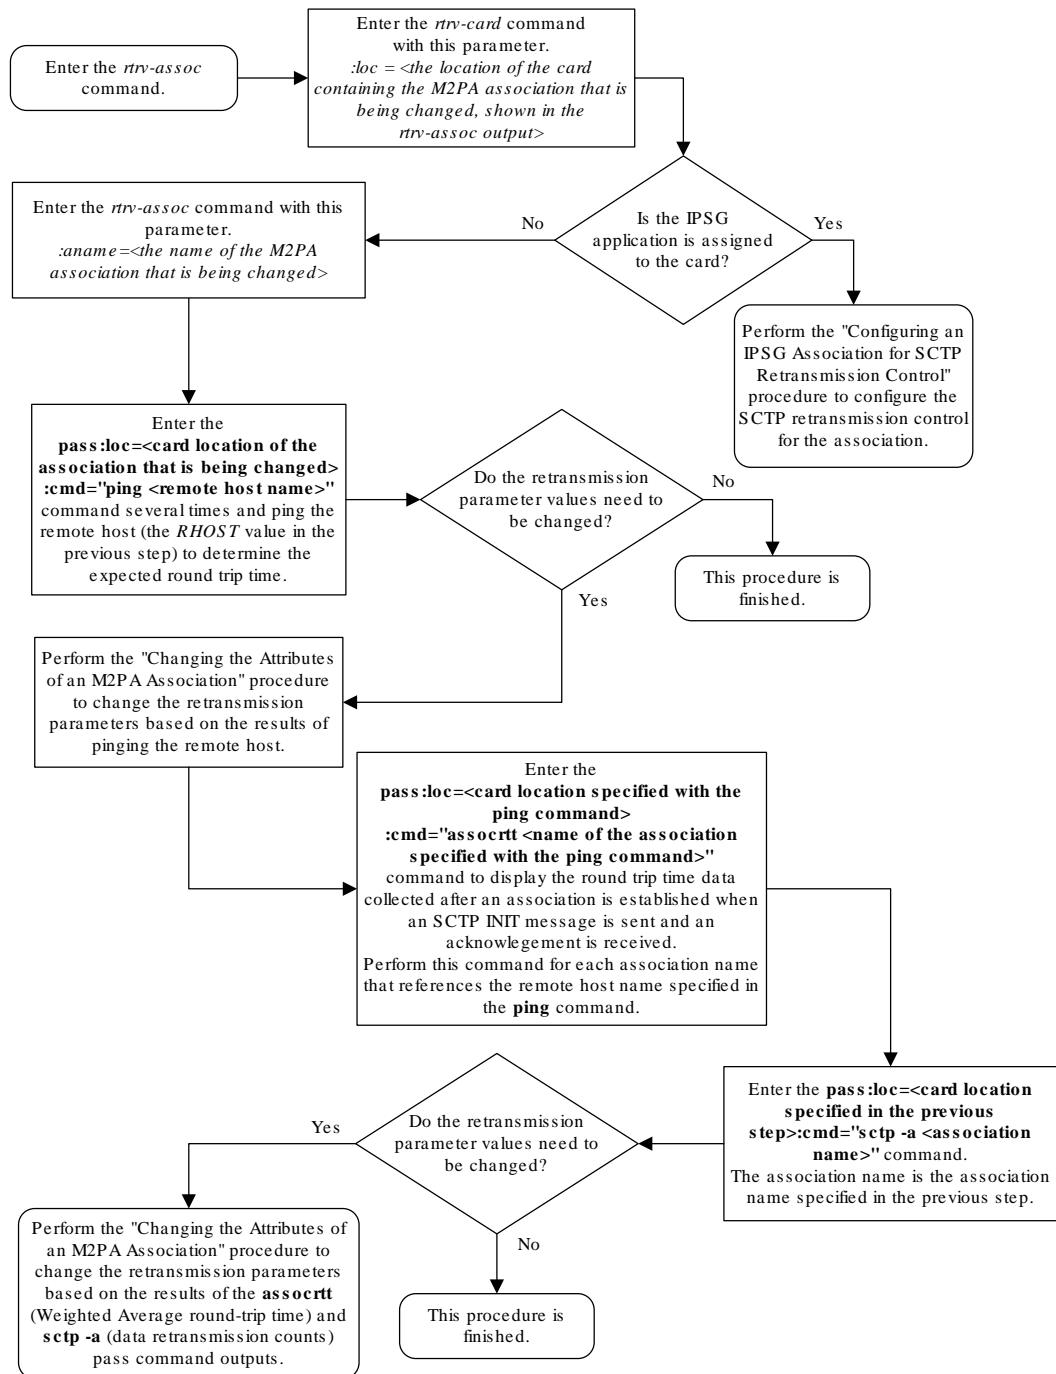 Enter the rtrv-assoc
command.
Enter the rtrv-card command
with this parameter.
:loc = <the location of the card
containing the M2PA association that is
being changed, shown in the
rtrv-assoc output>
Is the IPSG
application is assigned
to the card?
No
Yes
Enter the rtrv-assoc command with this
parameter.
:aname=<the name of the M2PA
association that is being changed>
Perform the "Configuring an
IPSG Association for SCTP
Retransmission Control"
procedure to configure the
SCTP retransmission control
for the association.
Enter the
pass:loc=<card location of the
association that is being changed>
:cmd="ping <remote host name>"
command several times and ping the
remote host (the RHOST value in the
previous step) to determine the
expected round trip time.
Do the retransmission
parameter values need to
be changed?
No
Yes
This procedure is
finished.
Perform the "Changing the Attributes
of an M2PA Association" procedure
to change the retransmission
parameters based on the results of
pinging the remote host.
Enter the
pass:loc=<card location specified with the
ping command>
:cmd="assocrtt <name of the association
specified with the ping command>"
command to display the round trip time data
collected after an association is established when
an SCTP INIT message is sent and an
acknowlegement is received.
Perform this command for each association name
that references the remote host name specified in
the ping command.
Enter the pass:loc=<card location
specified in the previous
step>:cmd="sctp -a <association
name>" command.
The association name is the association
name specified in the previous step.
Do the retransmission
parameter values need to
be changed?
Yes
No
Perform the "Changing the Attributes of
an M2PA Association" procedure to
change the retransmission parameters
based on the results of the assocrtt
(Weighted Average round-trip time) and
sctp -a (data retransmission counts)
pass command outputs.
This procedure is
finished.